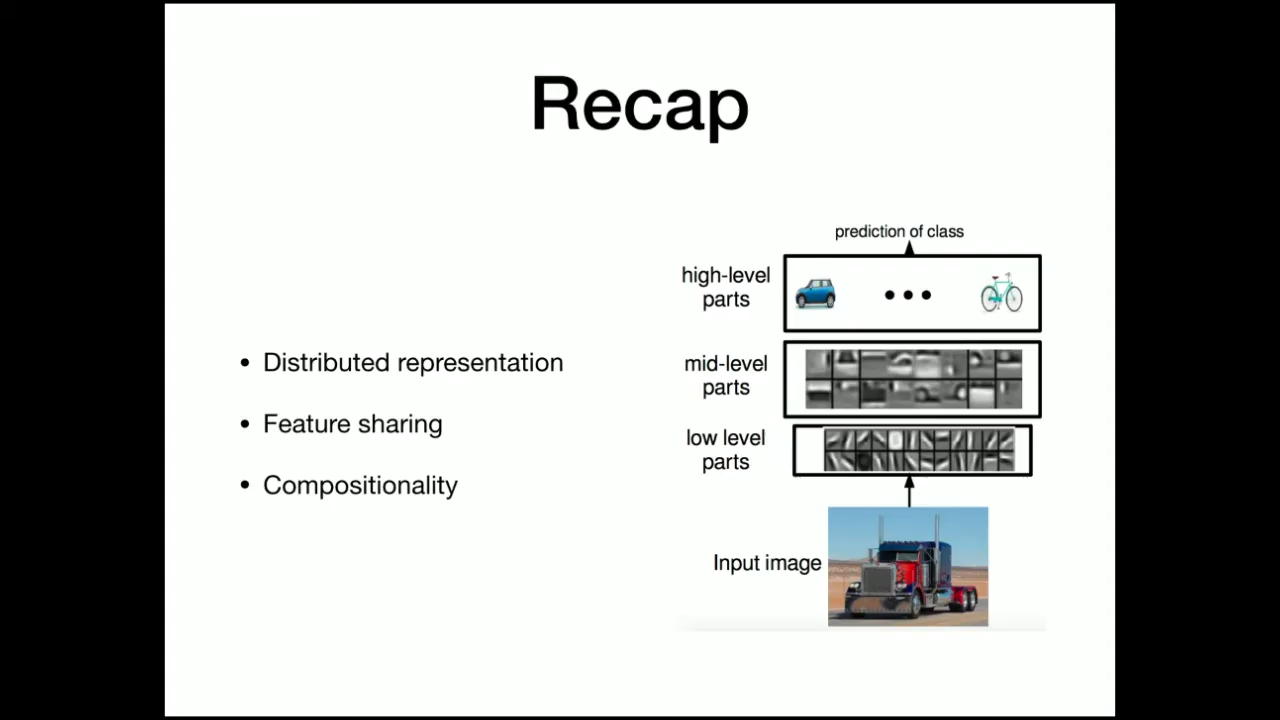 Recap
• Distributed representation
• Feature sharing
• Compositionality
prediction of class
high-level
parts
mid-level
parts
low level
parts
Input image